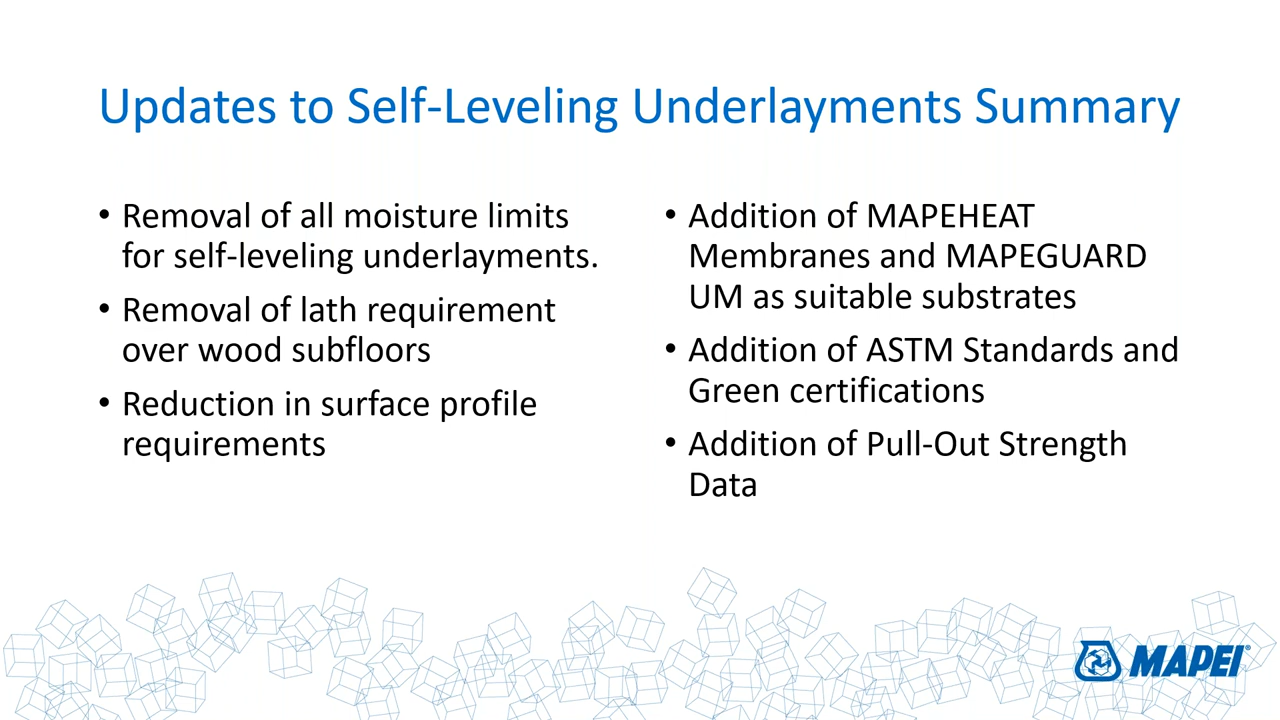 Updates to Self-Leveling Underlayments Summary
• Removal of all moisture limits
for self-leveling underlayments.
• Removal of lath requirement
over wood subfloors
• Reduction in surface profile
requirements
• Addition of MAPEHEAT
Membranes and MAPEGUARD
UM as suitable substrates
• Addition of ASTM Standards and
Green certifications
• Addition of Pull-Out Strength
Data
MAPEI®